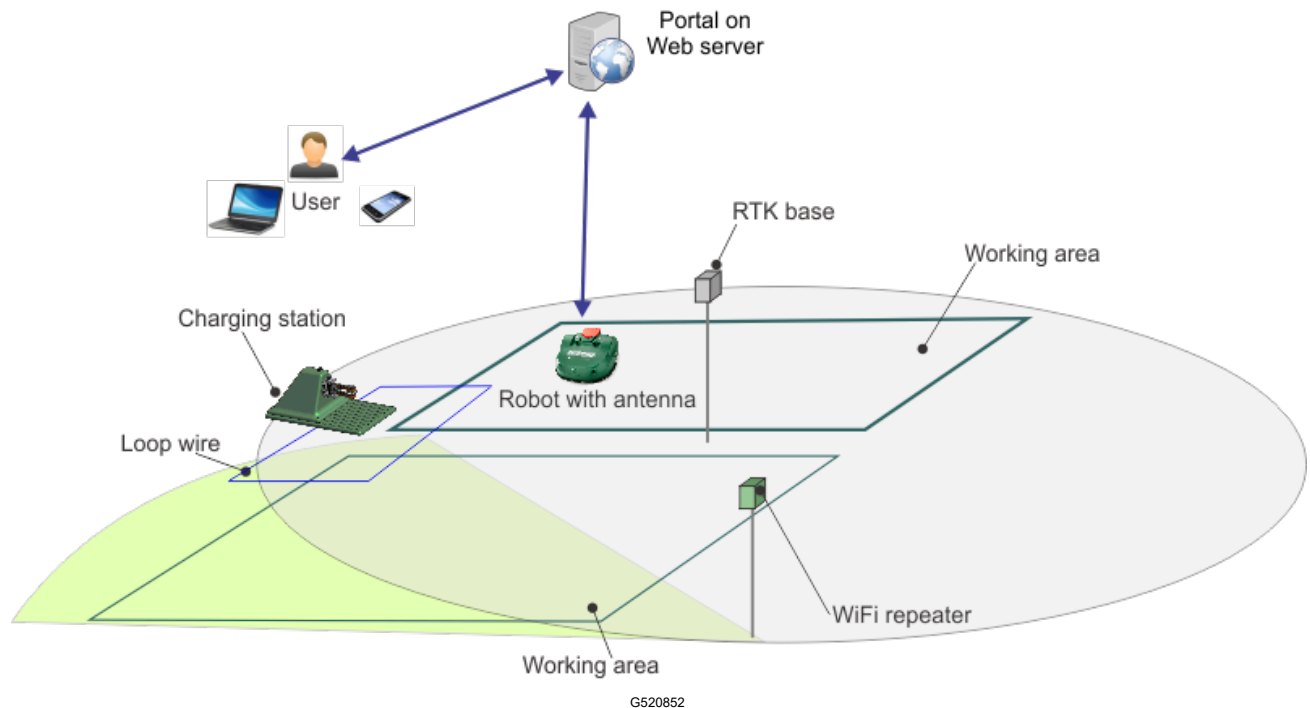 Portal on
Web server
User
RTK base
Working area
Charging station
Robot with antenna
Loop wire
WiFi repeater
Working area
G520852